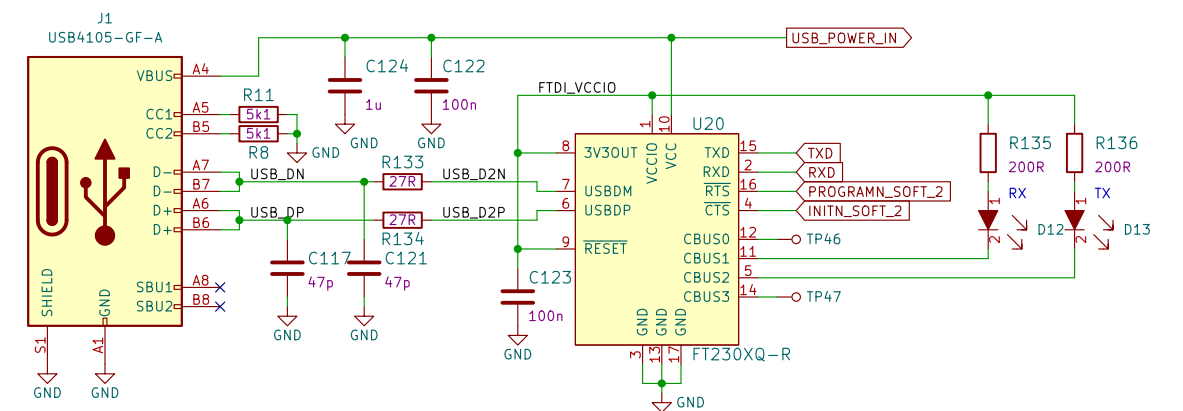 J1
USB4105-GF-A
VBUS A4
CC1 A5
CC2 B5
D- A7
D- B7
D+ A6
D+ B6
SBU1 A8
SBU2 B8
SHIELD
GND
S1
A1
GND
GND
R11
5k1
5k1
R8
GND
C124
1u
GND
C122
100n
GND
USB_POWER_IN
USB_DN
USB_DP
R133
27R
27R
R134
USB_D2N
USB_D2P
C117
47p
GND
C121
47p
GND
FTDI_VCCIO
C123
100n
GND
U20
1
10
VCCIO
VCC
8 3V3OUT
7 USBDM
6 USBDP
9 RESET
TXD 15
RXD 2
RTS 16
CTS 4
CBUS0 12
CBUS1 11
CBUS2 5
CBUS3 14
GND
GND
GND
3
13
17
FT230XQ-R
GND
TXD
RXD
PROGRAMN_SOFT_2
INITN_SOFT_2
TP46
TP47
R135
200R
RX
1
2
D12
R136
200R
TX
1
2
D13